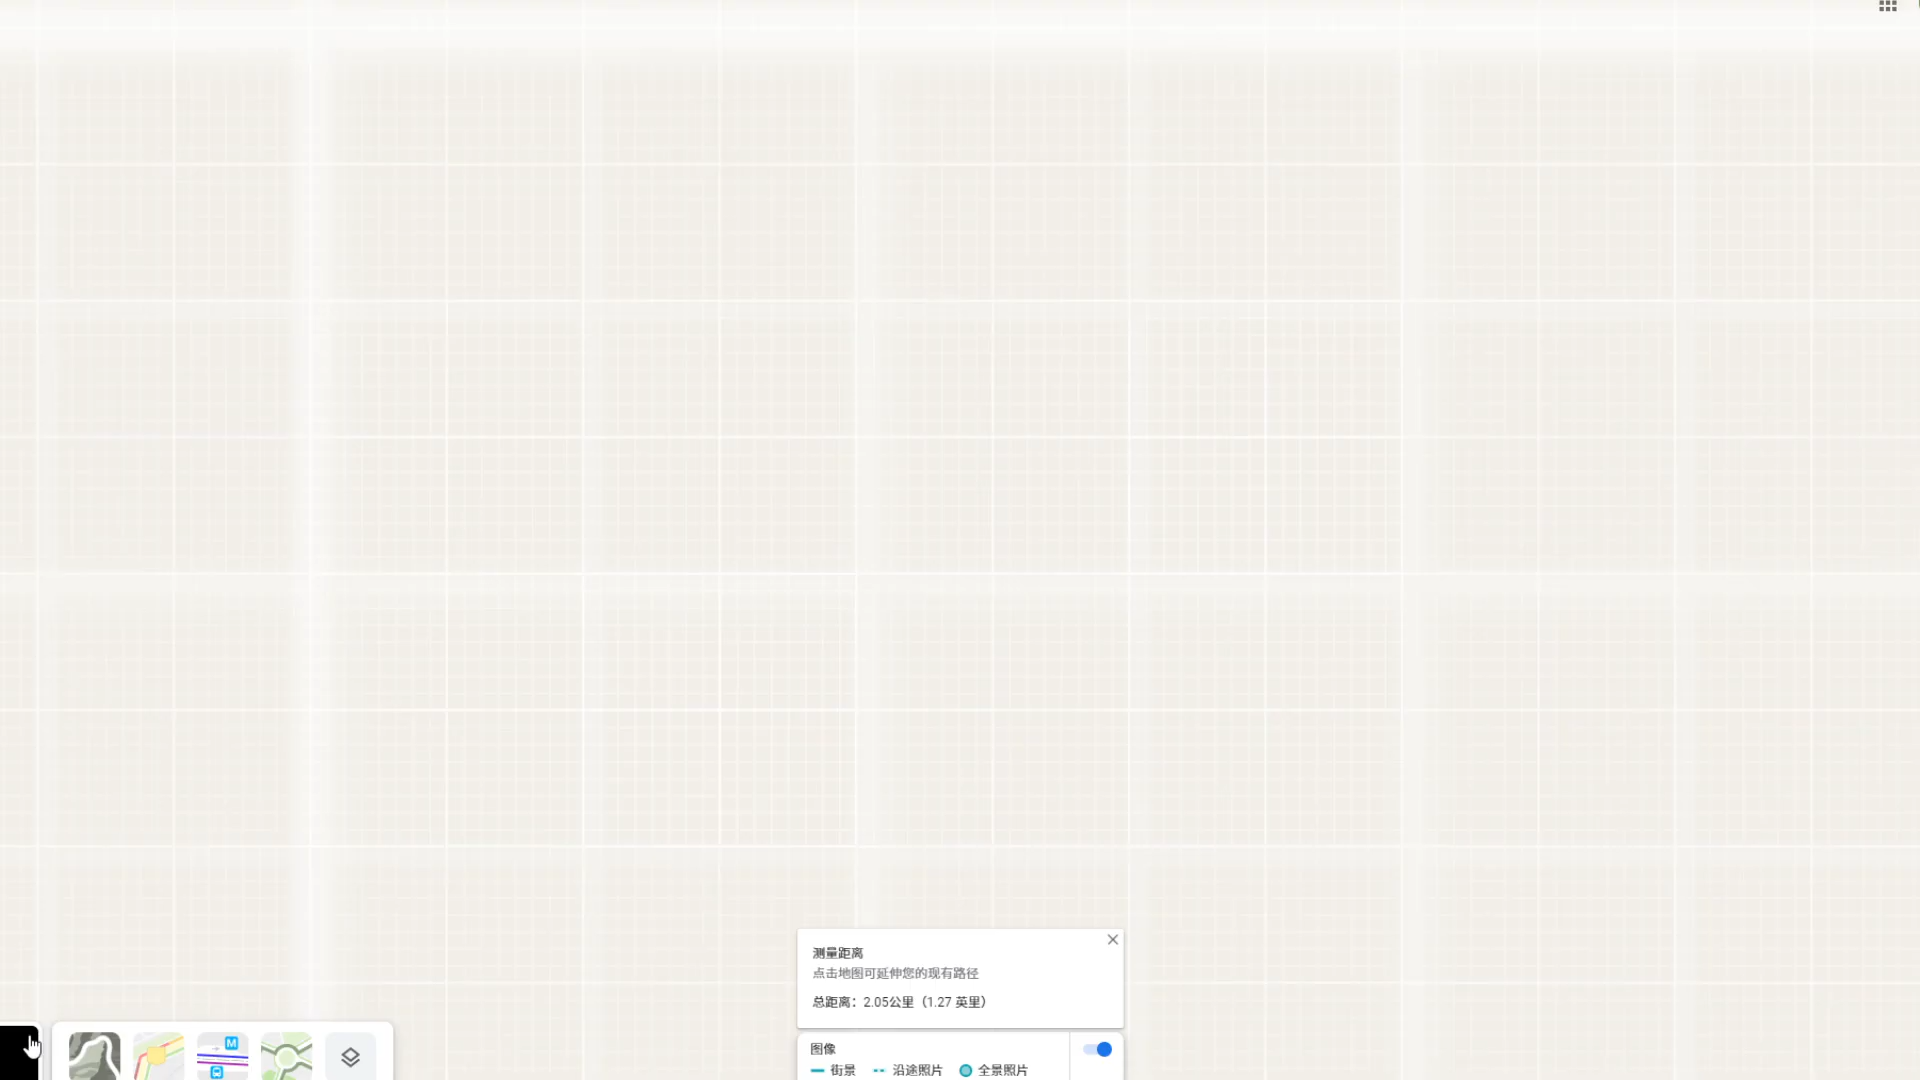 测量距离
点击地图可延伸您的现有路径
总距离：2.05公里（1.27 英里）
M
图像
街景 沿途照片 全景照片